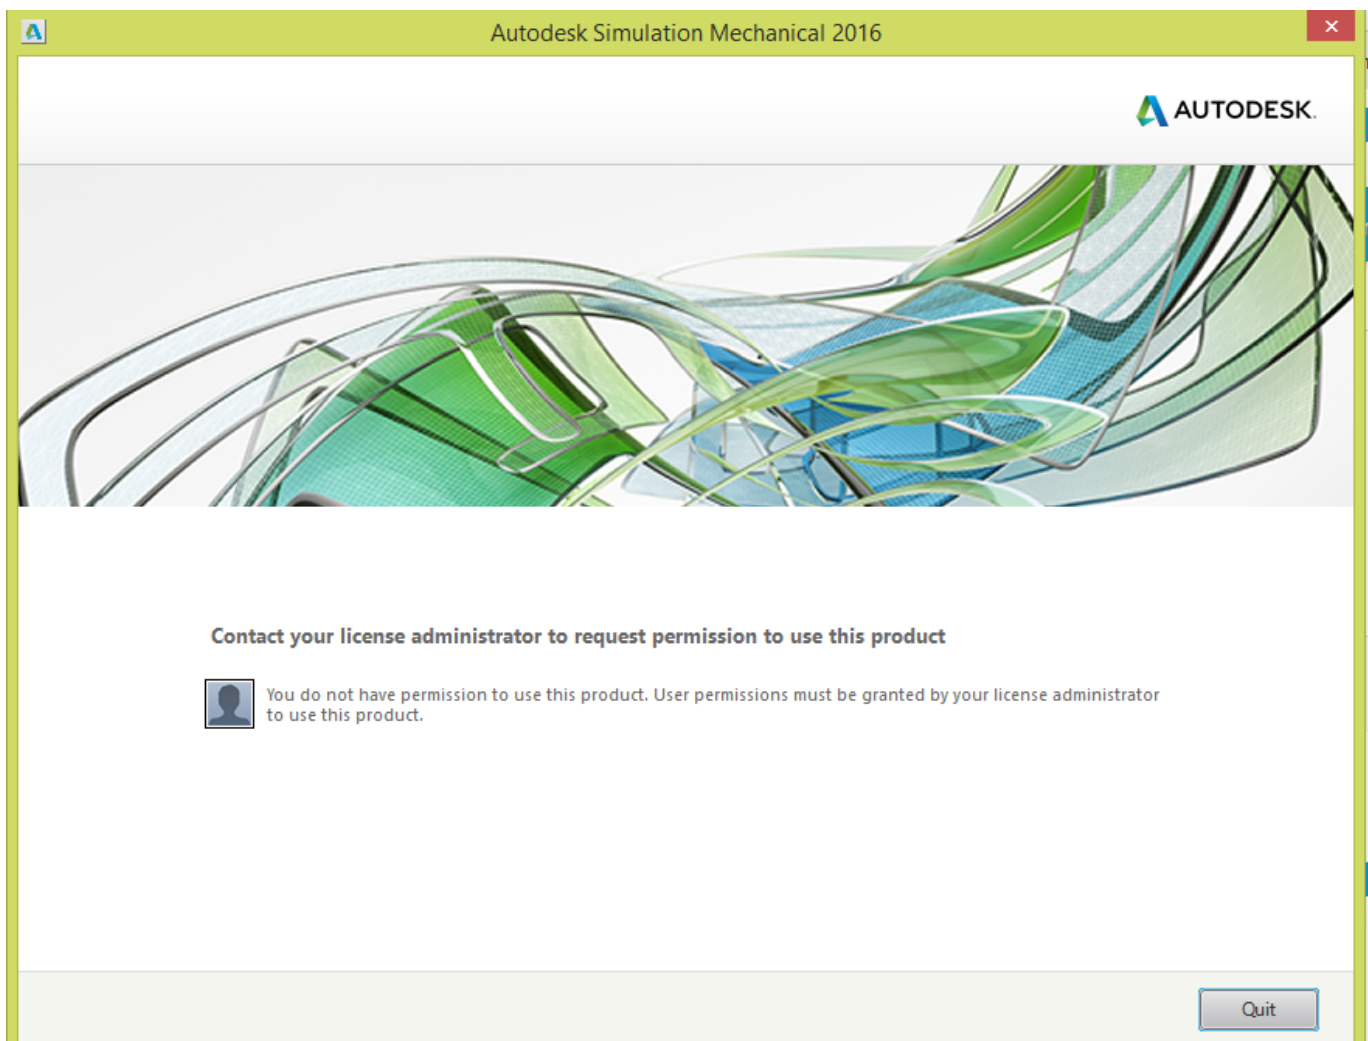 Autodesk Simulation Mechanical 2016
AUTODESK.
Contact your license administrator to request permission to use this product
You do not have permission to use this product. User permissions must be granted by your license administrator
to use this product.
Quit